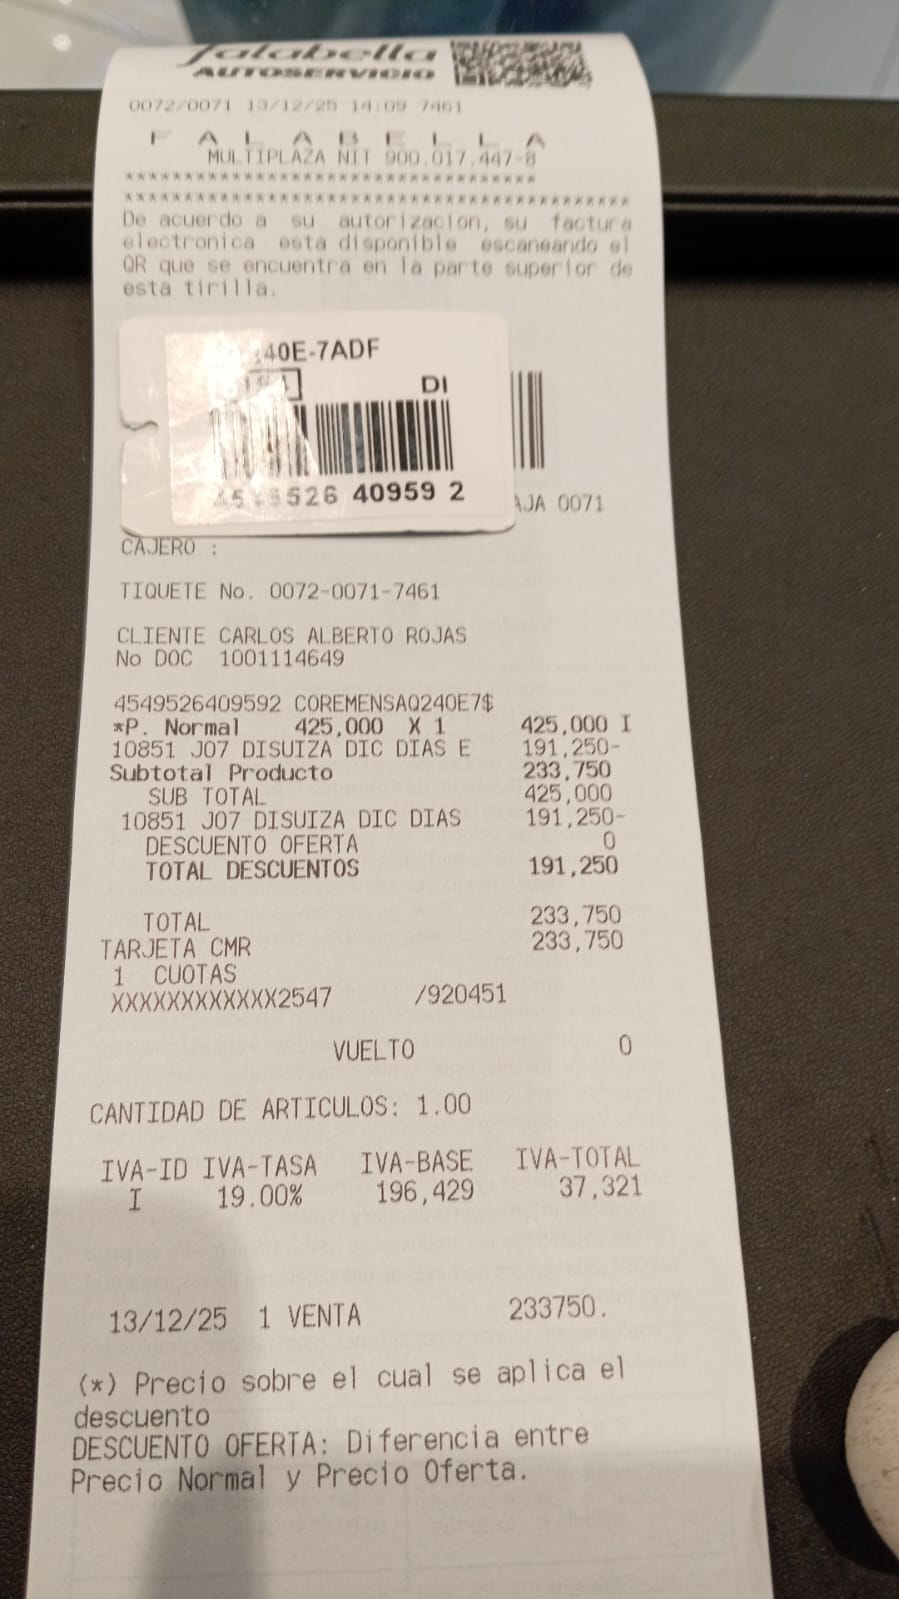 falabella
AUTOSERVICIO
0072/0071 13/12/25 14:09 7461
F A L A B E L L A
MULTIPLAZA NIT 900.017.447-8
***********************************
*******************************************
De acuerdo a su autorizacion, su factura
electronica esta disponible escaneando el
QR que se encuentra en la parte superior de
esta tirilla.
40E-7ADF
DI
526 40959 2
AJA 0071
CAJERO :
TIQUETE No. 0072-0071-7461
CLIENTE CARLOS ALBERTO ROJAS
No DOC 1001114649
4549526409592 COREMENSAQ240E7$
*P. Normal 425,000 X 1 425,000 I
10851 J07 DISUIZA DIC DIAS E 191,250-
Subtotal Producto 233,750
SUB TOTAL 425,000
10851 J07 DISUIZA DIC DIAS 191,250-
DESCUENTO OFERTA 0
TOTAL DESCUENTOS 191,250
TOTAL 233,750
TARJETA CMR 233,750
1 CUOTAS
XXXXXXXXXXXX2547 /920451
VUELTO 0
CANTIDAD DE ARTICULOS: 1.00
IVA-ID IVA-TASA IVA-BASE IVA-TOTAL
I 19.00% 196,429 37,321
13/12/25 1 VENTA 233750.
(*) Precio sobre el cual se aplica el
descuento
DESCUENTO OFERTA: Diferencia entre
Precio Normal y Precio Oferta.